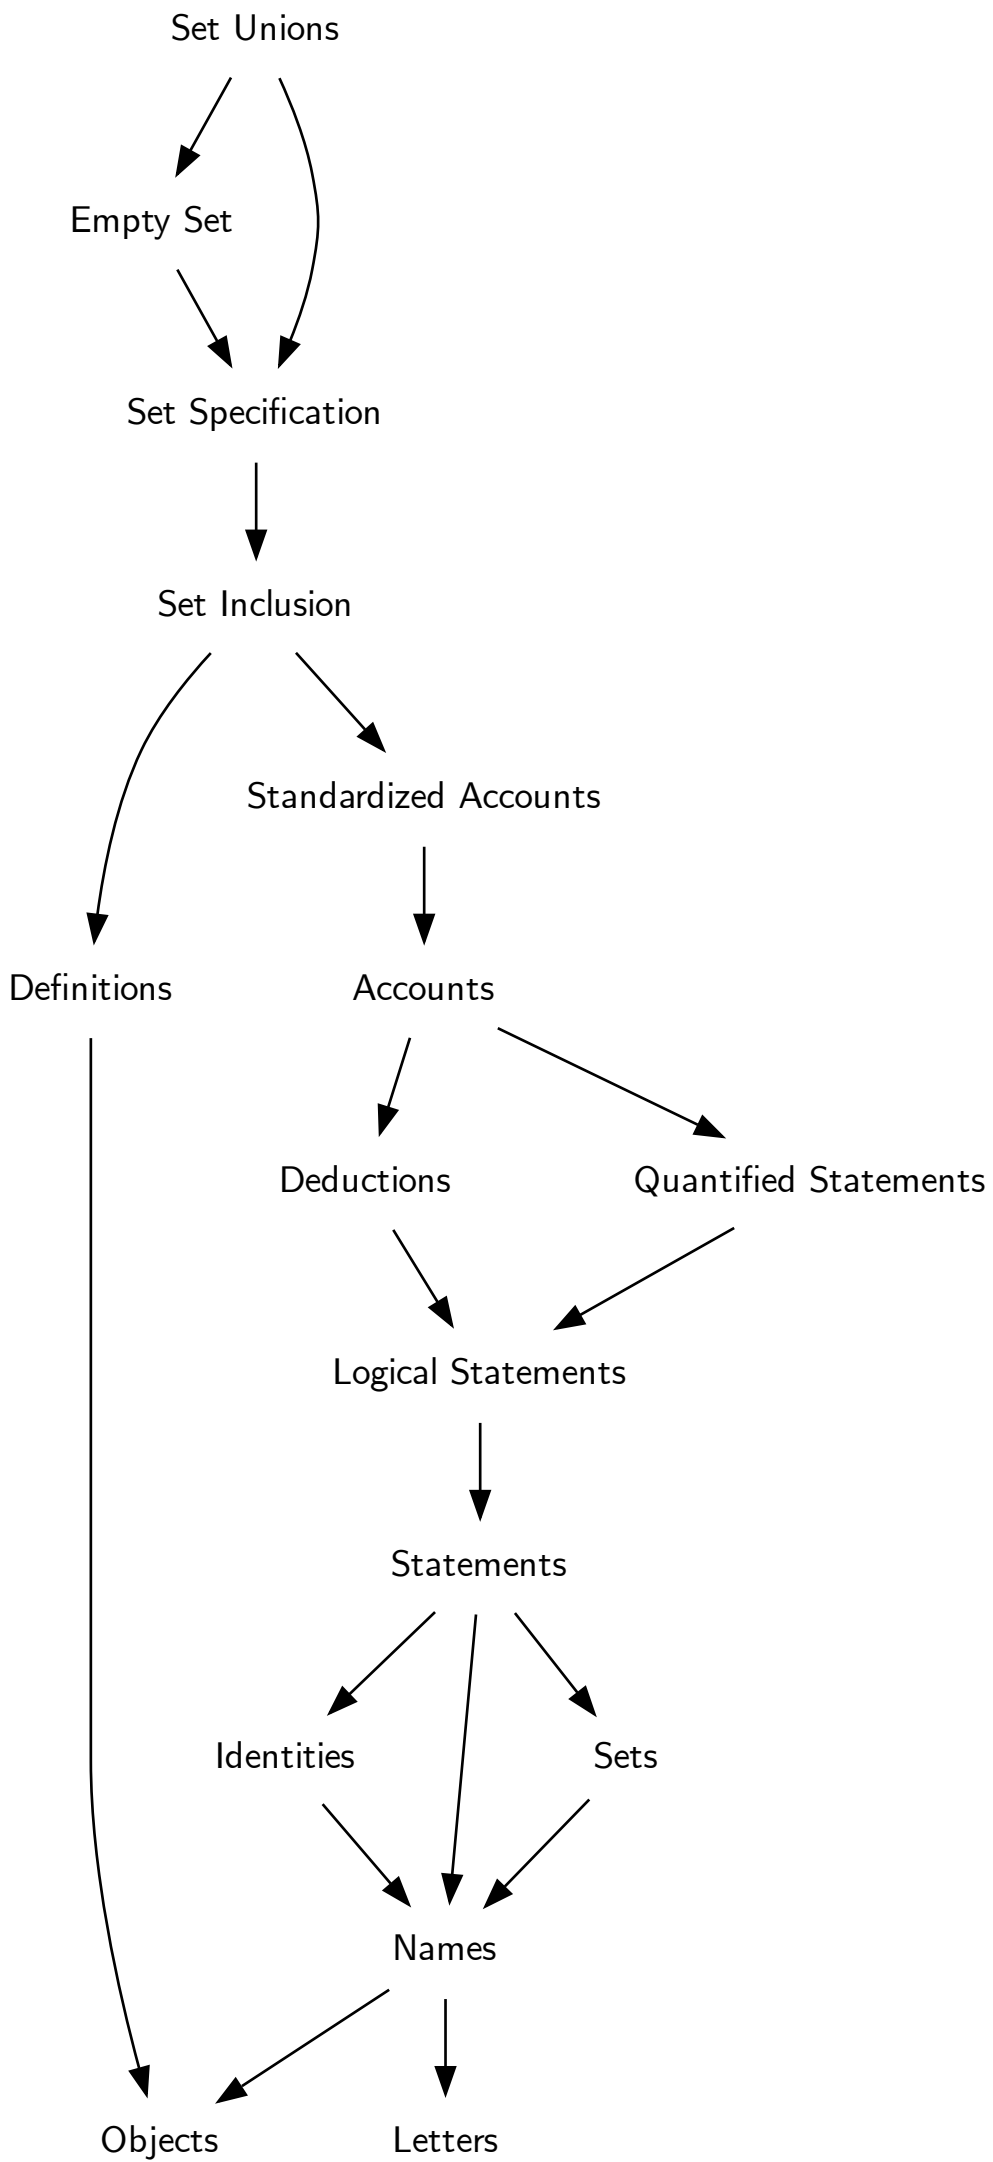 Set Unions
Empty Set
Set Specification
Set Inclusion
Standardized Accounts
Definitions
Accounts
Deductions
Quantified Statements
Logical Statements
Statements
Identities
Sets
Names
Objects
Letters